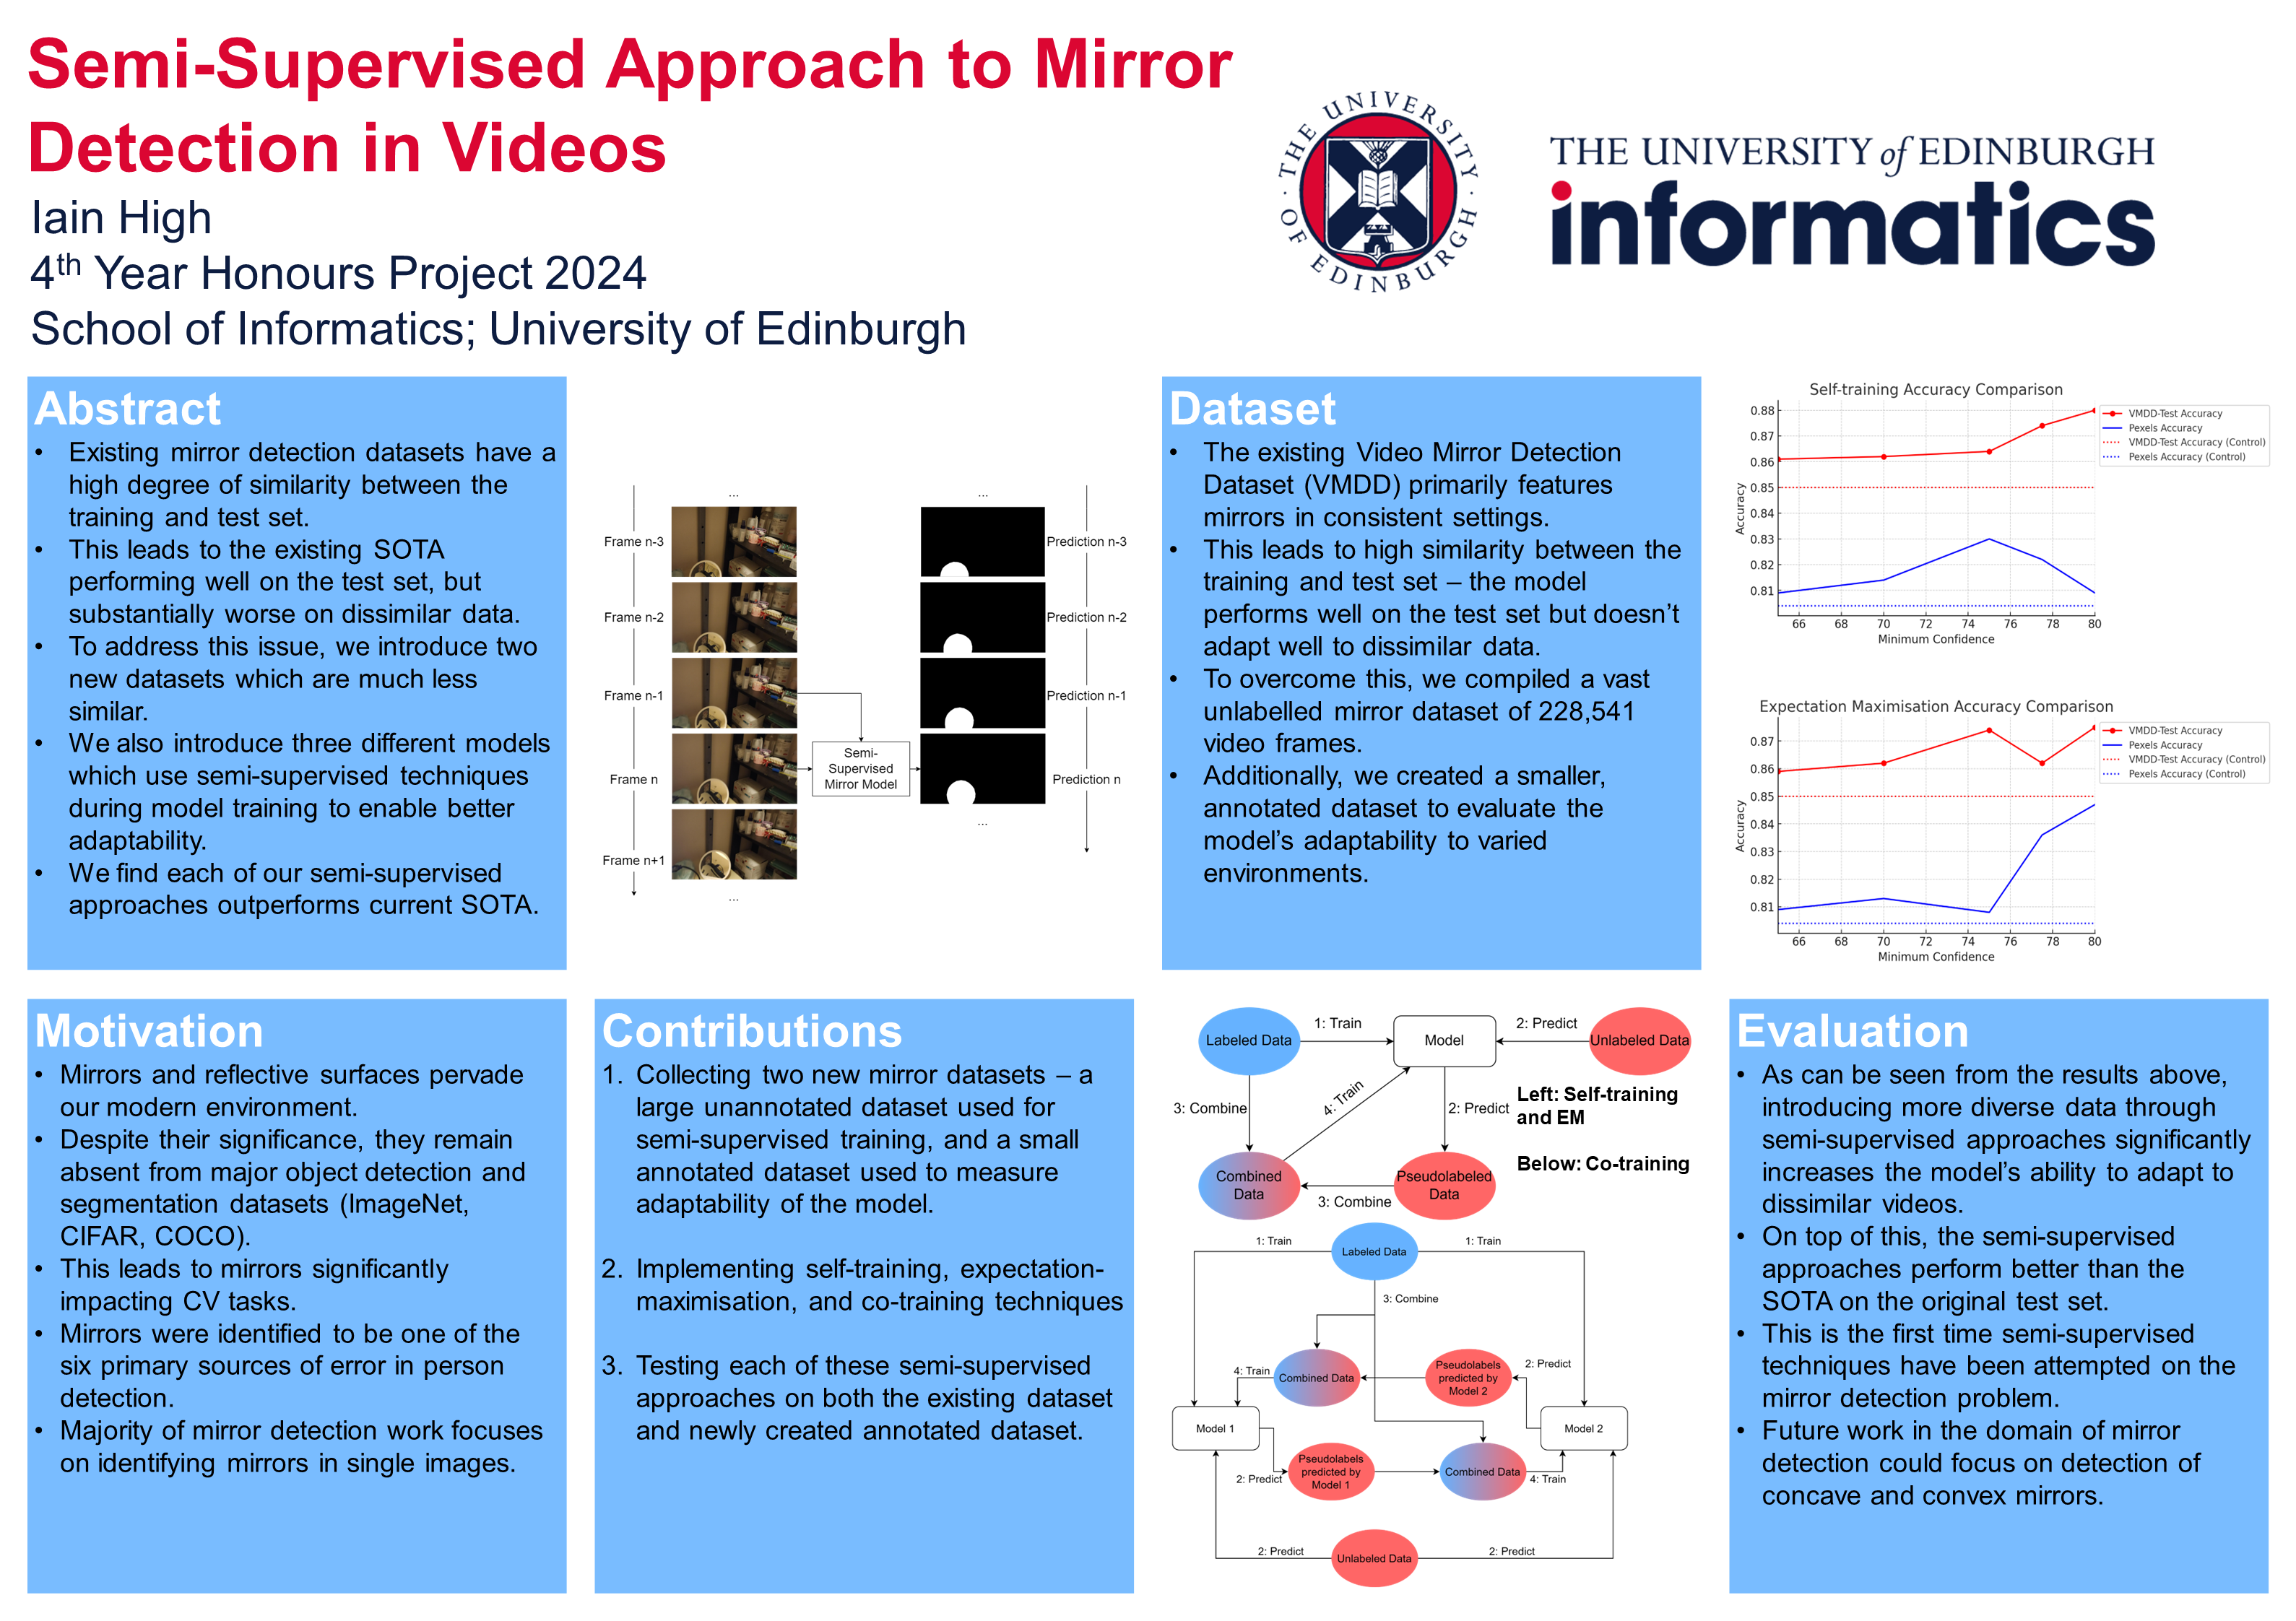 Semi-Supervised Approach to Mirror
Detection in Videos
Iain High
4th Year Honours Project 2024
School of Informatics; University of Edinburgh
THE UNIVERSITY OF EDINBURGH
THE UNIVERSITY of EDINBURGH
informatics
Abstract
• Existing mirror detection datasets have a
high degree of similarity between the
training and test set.
• This leads to the existing SOTA
performing well on the test set, but
substantially worse on dissimilar data.
• To address this issue, we introduce two
new datasets which are much less
similar.
• We also introduce three different models
which use semi-supervised techniques
during model training to enable better
adaptability.
• We find each of our semi-supervised
approaches outperforms current SOTA.
...
...
Frame n-3
Prediction n-3
Frame n-2
Prediction n-2
Frame n-1
Prediction n-1
Frame n
Semi-
Supervised
Mirror Model
Prediction n
...
Frame n+1
...
Dataset
• The existing Video Mirror Detection
Dataset (VMDD) primarily features
mirrors in consistent settings.
• This leads to high similarity between the
training and test set – the model
performs well on the test set but doesn’t
adapt well to dissimilar data.
• To overcome this, we compiled a vast
unlabelled mirror dataset of 228,541
video frames.
• Additionally, we created a smaller,
annotated dataset to evaluate the
model’s adaptability to varied
environments.
Self-training Accuracy Comparison
0.88
0.87
0.86
0.85
0.84
0.83
0.82
0.81
Accuracy
66 68 70 72 74 76 78 80
Minimum Confidence
VMDD-Test Accuracy
Pexels Accuracy
VMDD-Test Accuracy (Control)
Pexels Accuracy (Control)
Expectation Maximisation Accuracy Comparison
0.87
0.86
0.85
0.84
0.83
0.82
0.81
Accuracy
66 68 70 72 74 76 78 80
Minimum Confidence
VMDD-Test Accuracy
Pexels Accuracy
VMDD-Test Accuracy (Control)
Pexels Accuracy (Control)
Motivation
• Mirrors and reflective surfaces pervade
our modern environment.
• Despite their significance, they remain
absent from major object detection and
segmentation datasets (ImageNet,
CIFAR, COCO).
• This leads to mirrors significantly
impacting CV tasks.
• Mirrors were identified to be one of the
six primary sources of error in person
detection.
• Majority of mirror detection work focuses
on identifying mirrors in single images.
Contributions
1. Collecting two new mirror datasets – a
large unannotated dataset used for
semi-supervised training, and a small
annotated dataset used to measure
adaptability of the model.
2. Implementing self-training, expectation-
maximisation, and co-training techniques
3. Testing each of these semi-supervised
approaches on both the existing dataset
and newly created annotated dataset.
Labeled Data
1: Train
Model
2: Predict
Unlabeled Data
3: Combine
4: Train
2: Predict
Left: Self-training
and EM
Below: Co-training
Combined
Data
3: Combine
Pseudolabeled
Data
1: Train
Labeled Data
1: Train
3: Combine
4: Train
Combined Data
Pseudolabels
predicted by
Model 2
2: Predict
Model 1
Model 2
2: Predict
Pseudolabels
predicted by
Model 1
Combined Data
4: Train
2: Predict
Unlabeled Data
2: Predict
Evaluation
• As can be seen from the results above,
introducing more diverse data through
semi-supervised approaches significantly
increases the model’s ability to adapt to
dissimilar videos.
• On top of this, the semi-supervised
approaches perform better than the
SOTA on the original test set.
• This is the first time semi-supervised
techniques have been attempted on the
mirror detection problem.
• Future work in the domain of mirror
detection could focus on detection of
concave and convex mirrors.